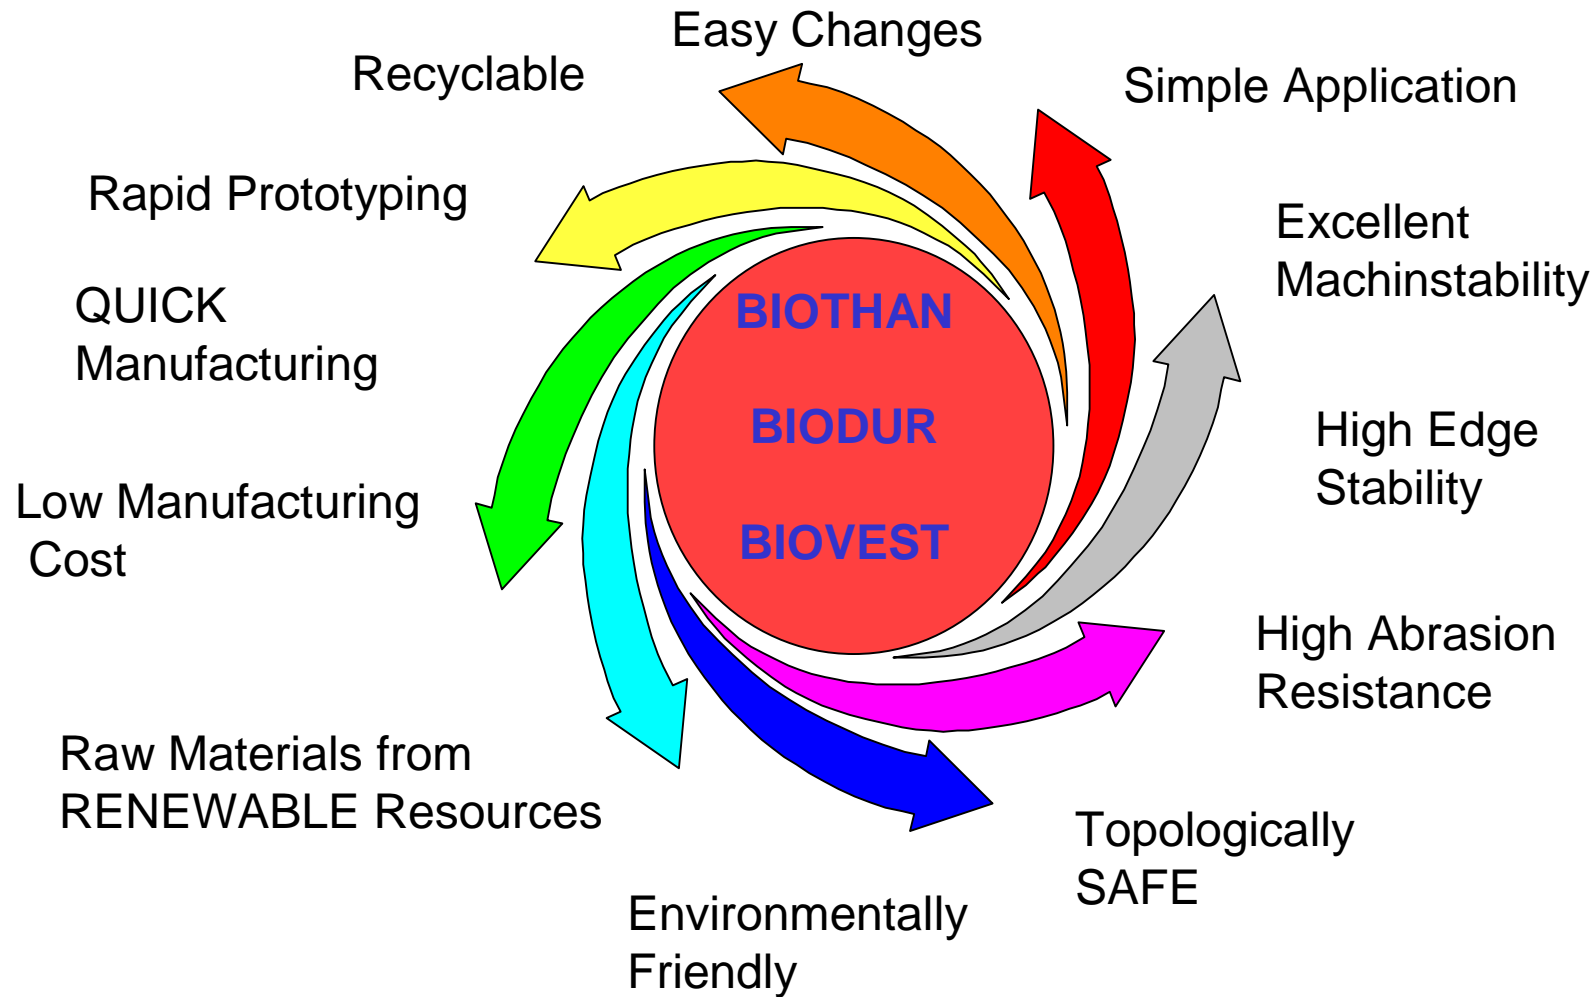 Easy Changes
Recyclable
Simple Application
Rapid Prototyping
Excellent
Machinstability
QUICK
Manufacturing
BIOTHAN
BIODUR
BIOVEST
High Edge
Stability
Low Manufacturing
Cost
High Abrasion
Resistance
Raw Materials from
RENEWABLE Resources
Topologically
SAFE
Environmentally
Friendly